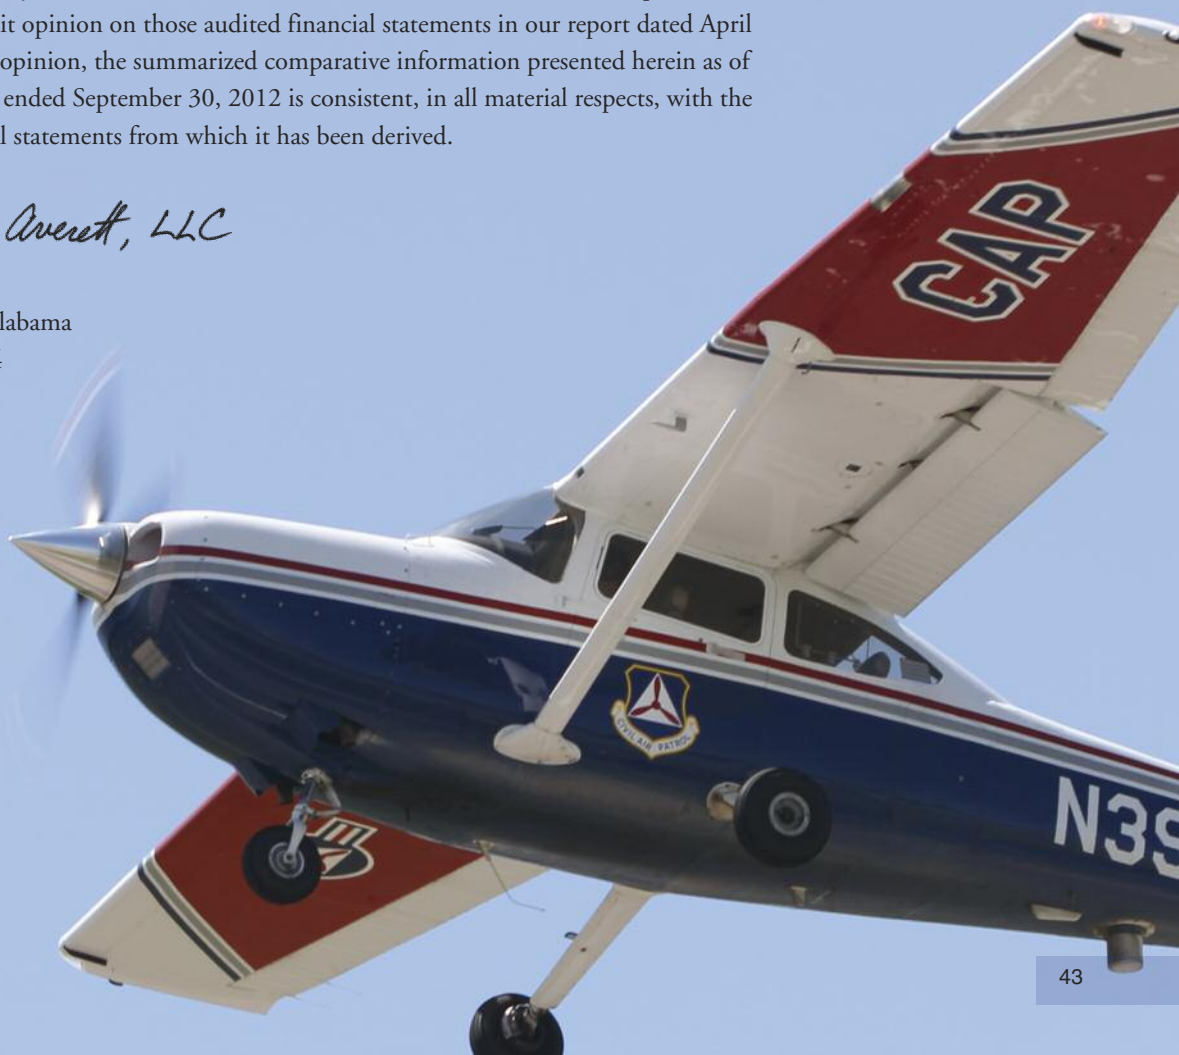 it opinion on those audited financial statements in our report dated April
opinion, the summarized comparative information presented herein as of
ended September 30, 2012 is consistent, in all material respects, with the
l statements from which it has been derived.
Averett, LLC
labama
CAP
CIVIL AIR PATROL
N39
43